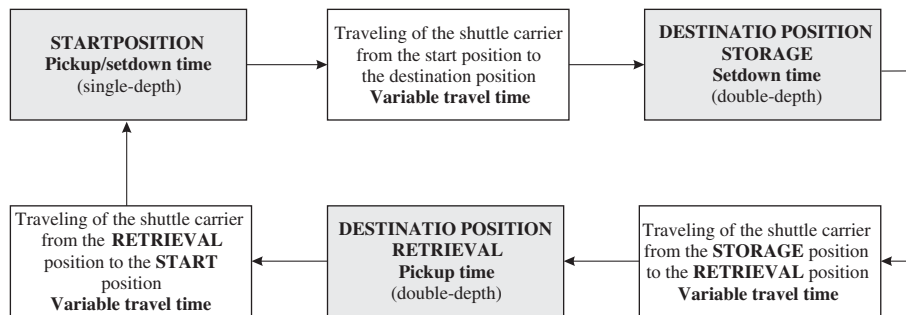 STARTPOSITION
Pickup/setdown time
(single-depth)
Traveling of the shuttle carrier
from the start position to
the destination position
Variable travel time
DESTINATIO POSITION
STORAGE
Setdown time
(double-depth)
Traveling of the shuttle carrier
from the STORAGE position
to the RETRIEVAL position
Variable travel time
DESTINATIO POSITION
RETRIEVAL
Pickup time
(double-depth)
Traveling of the shuttle carrier
from the RETRIEVAL
position to the START
position
Variable travel time